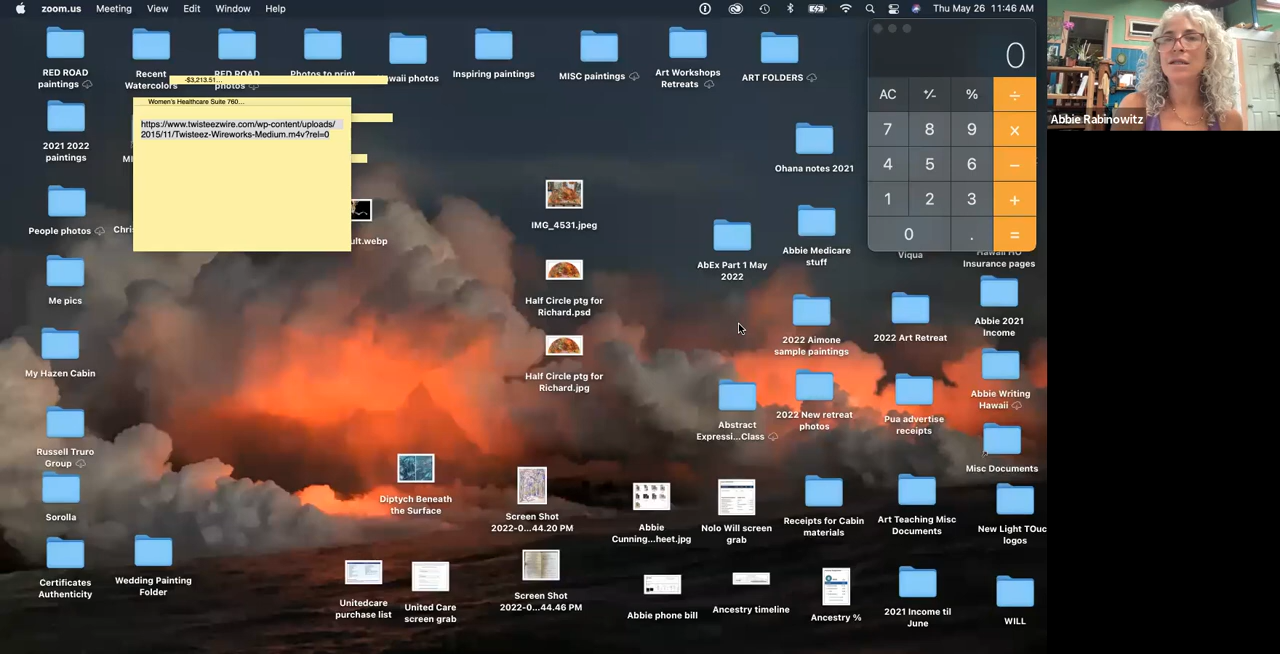 zoom.us Meeting View Edit Window Help
Thu May 26 11:46 AM
RED ROAD
paintings
Recent
Watercolors
RED ROAD
photos
Photos to print
waii photos
Inspiring paintings
MISC paintings
Art Workshops
Retreats
ART FOLDERS
-$3,213.51...
Women's Healthcare Suite 760...
https://www.twisteezwire.com/wp-content/uploads/
2015/11/Twisteez-Wireworks-Medium.m4v?rel=0
0
AC +/- % ÷
7 8 9 ×
4 5 6 −
1 2 3 +
0 . =
Abbie Rabinowitz
2021 2022
paintings
MI
Ohana notes 2021
People photos
Chris
ult.webp
IMG_4531.jpeg
AbEx Part 1 May
2022
Abbie Medicare
stuff
Viqua
Hawaii HO
Insurance pages
Me pics
Half Circle ptg for
Richard.psd
2022 Aimone
sample paintings
2022 Art Retreat
Abbie 2021
Income
My Hazen Cabin
Half Circle ptg for
Richard.jpg
Abstract
Expressi...Class
2022 New retreat
photos
Pua advertise
receipts
Abbie Writing
Hawaii
Russell Truro
Group
Misc Documents
Sorolla
Diptych Beneath
the Surface
Screen Shot
2022-0...44.20 PM
Abbie
Cunning...heet.jpg
Nolo Will screen
grab
Receipts for Cabin
materials
Art Teaching Misc
Documents
New Light TOuc
logos
Certificates
Authenticity
Wedding Painting
Folder
Unitedcare
purchase list
United Care
screen grab
Screen Shot
2022-0...44.46 PM
Abbie phone bill
Ancestry timeline
Ancestry %
2021 Income til
June
WILL